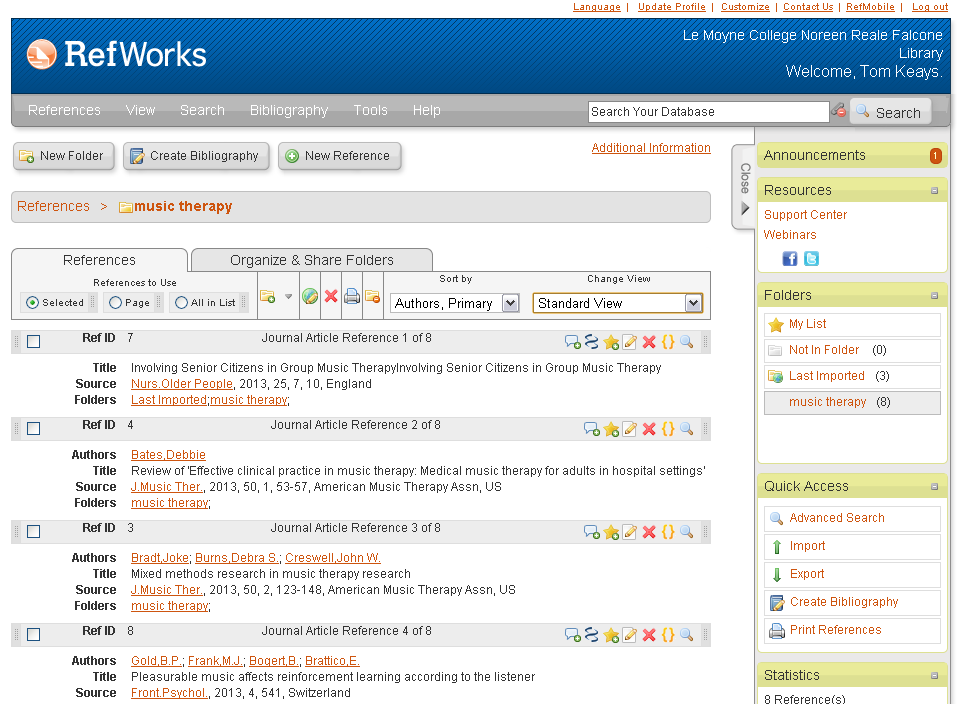 Language | Update Profile | Customize | Contact Us | RefMobile | Log out
RefWorks
Le Moyne College Noreen Reale Falcone
Library
Welcome, Tom Keays.
References View Search Bibliography Tools Help
Search Your Database
Search
New Folder
Create Bibliography
New Reference
Additional Information
References > music therapy
References
Organize & Share Folders
References to Use
Selected
Page
All in List
Sort by
Authors, Primary
Change View
Standard View
Ref ID 7 Journal Article Reference 1 of 8
Title Involving Senior Citizens in Group Music TherapyInvolving Senior Citizens in Group Music Therapy
Source Nurs.Older People, 2013, 25, 7, 10, England
Folders Last Imported;music therapy;
Ref ID 4 Journal Article Reference 2 of 8
Authors Bates,Debbie
Title Review of 'Effective clinical practice in music therapy: Medical music therapy for adults in hospital settings'
Source J.Music Ther., 2013, 50, 1, 53-57, American Music Therapy Assn, US
Folders music therapy;
Ref ID 3 Journal Article Reference 3 of 8
Authors Bradt,Joke; Burns,Debra S.; Creswell,John W.
Title Mixed methods research in music therapy research
Source J.Music Ther., 2013, 50, 2, 123-148, American Music Therapy Assn, US
Folders music therapy;
Ref ID 8 Journal Article Reference 4 of 8
Authors Gold,B.P.; Frank,M.J.; Bogert,B.; Brattico,E.
Title Pleasurable music affects reinforcement learning according to the listener
Source Front.Psychol., 2013, 4, 541, Switzerland
Close
Announcements 1
Resources
Support Center
Webinars
Folders
My List
Not In Folder (0)
Last Imported (3)
music therapy (8)
Quick Access
Advanced Search
Import
Export
Create Bibliography
Print References
Statistics
8 Reference(s)